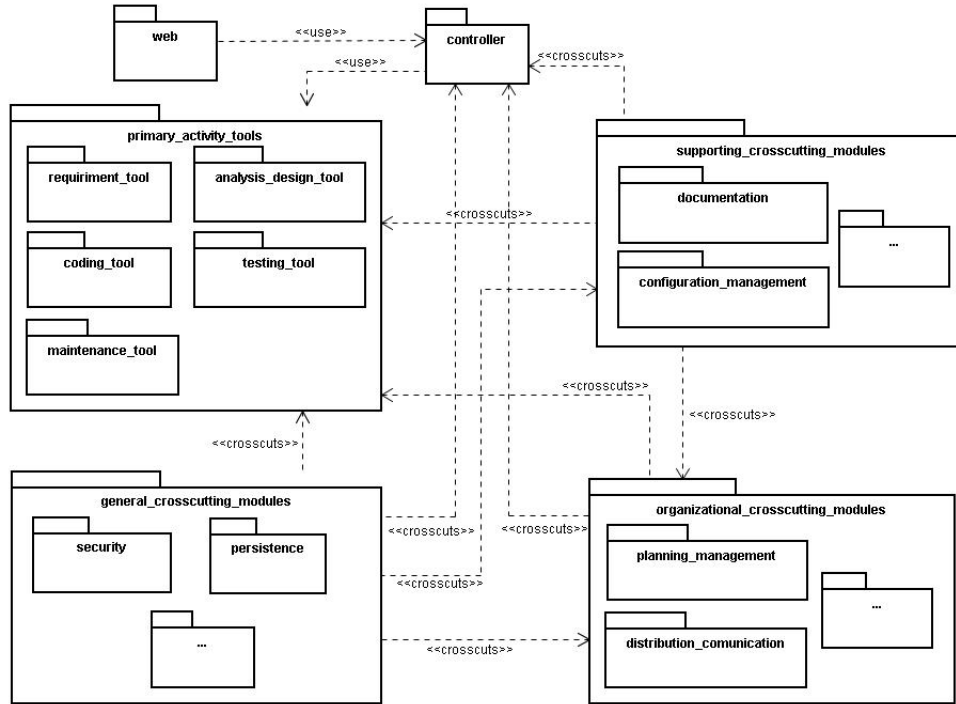 web
<<use>>
controller
<<use>>
<<crosscuts>>
primary_activity_tools
requiriment_tool
analysis_design_tool
coding_tool
testing_tool
maintenance_tool
supporting_crosscutting_modules
documentation
...
configuration_management
<<crosscuts>>
<<crosscuts>>
<<crosscuts>>
<<crosscuts>>
general_crosscutting_modules
security
persistence
...
<<crosscuts>>
<<crosscuts>>
<<crosscuts>>
<<crosscuts>>
organizational_crosscutting_modules
planning_management
...
distribution_comunication